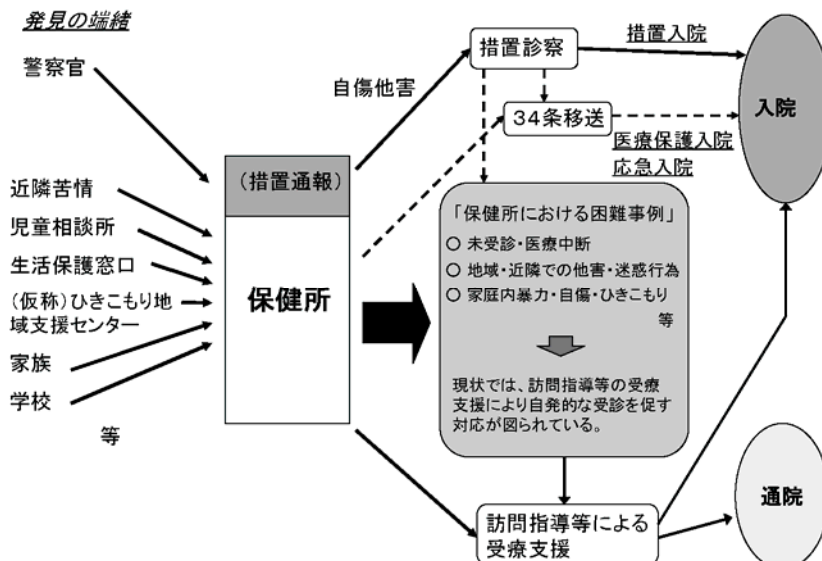 発見の端緒
警察官
近隣苦情
児童相談所
生活保護窓口
(仮称)ひきこもり地
域支援センター
家族
学校
等
(措置通報)
保健所
自傷他害
措置診察
措置入院
34条移送
医療保護入院
応急入院
入院
「保健所における困難事例」
○ 未受診・医療中断
○ 地域・近隣での他害・迷惑行為
○ 家庭内暴力・自傷・ひきこもり
等
現状では、訪問指導等の受療
支援により自発的な受診を促す
対応が図られている。
訪問指導等による
受療支援
通院